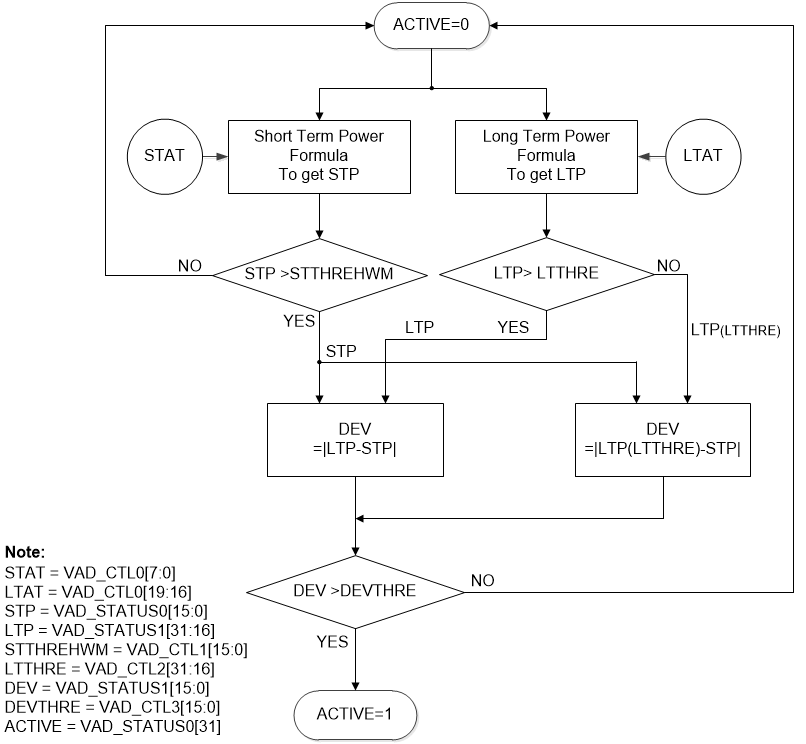 ACTIVE=0
STAT
Short Term Power
Formula
To get STP
Long Term Power
Formula
To get LTP
LTAT
NO
STP >STTHREHWM
LTP> LTTHRE
NO
YES
LTP
YES
LTP(LTTHRE)
STP
DEV
=|LTP-STP|
DEV
=|LTP(LTTHRE)-STP|
DEV >DEVTHRE
NO
YES
ACTIVE=1
Note:
STAT = VAD_CTL0[7:0]
LTAT = VAD_CTL0[19:16]
STP = VAD_STATUS0[15:0]
LTP = VAD_STATUS1[31:16]
STTHREHWM = VAD_CTL1[15:0]
LTTHRE = VAD_CTL2[31:16]
DEV = VAD_STATUS1[15:0]
DEVTHRE = VAD_CTL3[15:0]
ACTIVE = VAD_STATUS0[31]